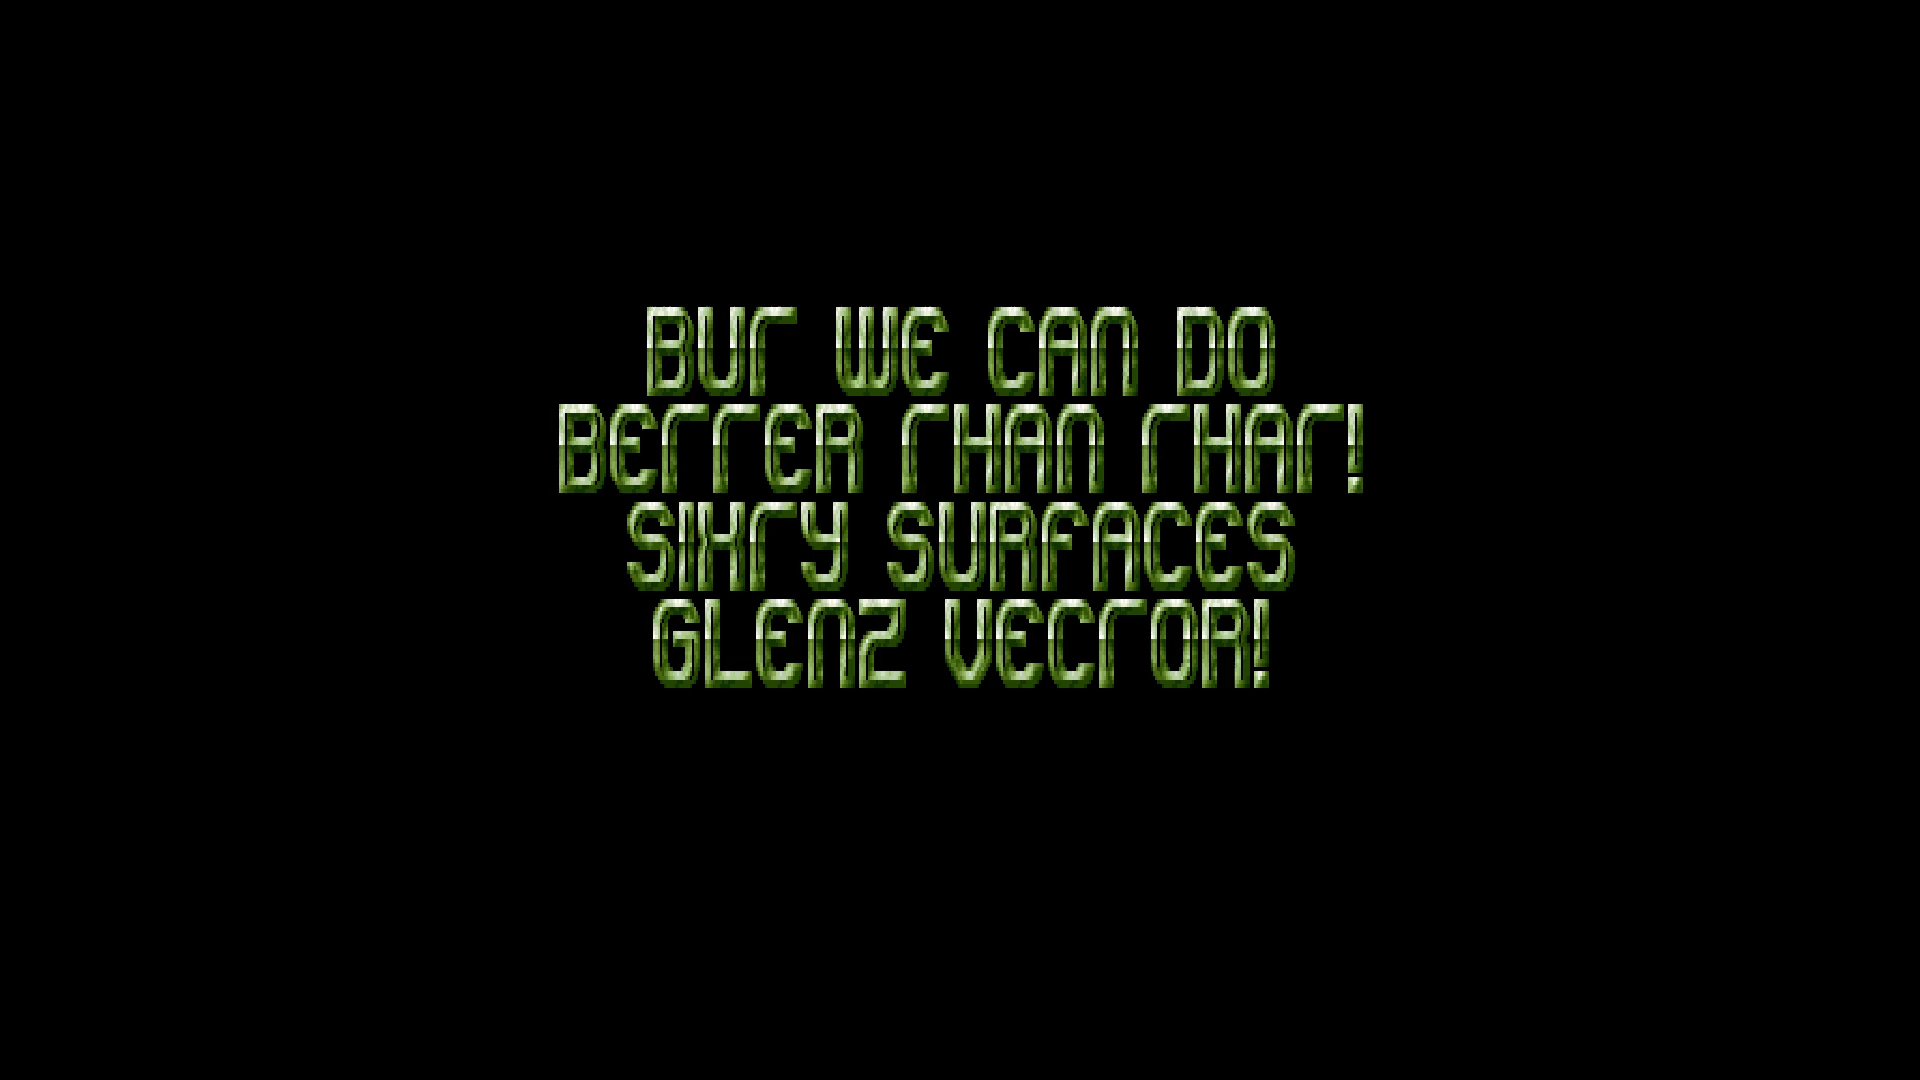 BUT WE CAN DO
BETTER THAN THAT!
SIXTY SURFACES
GLENZ VECTOR!